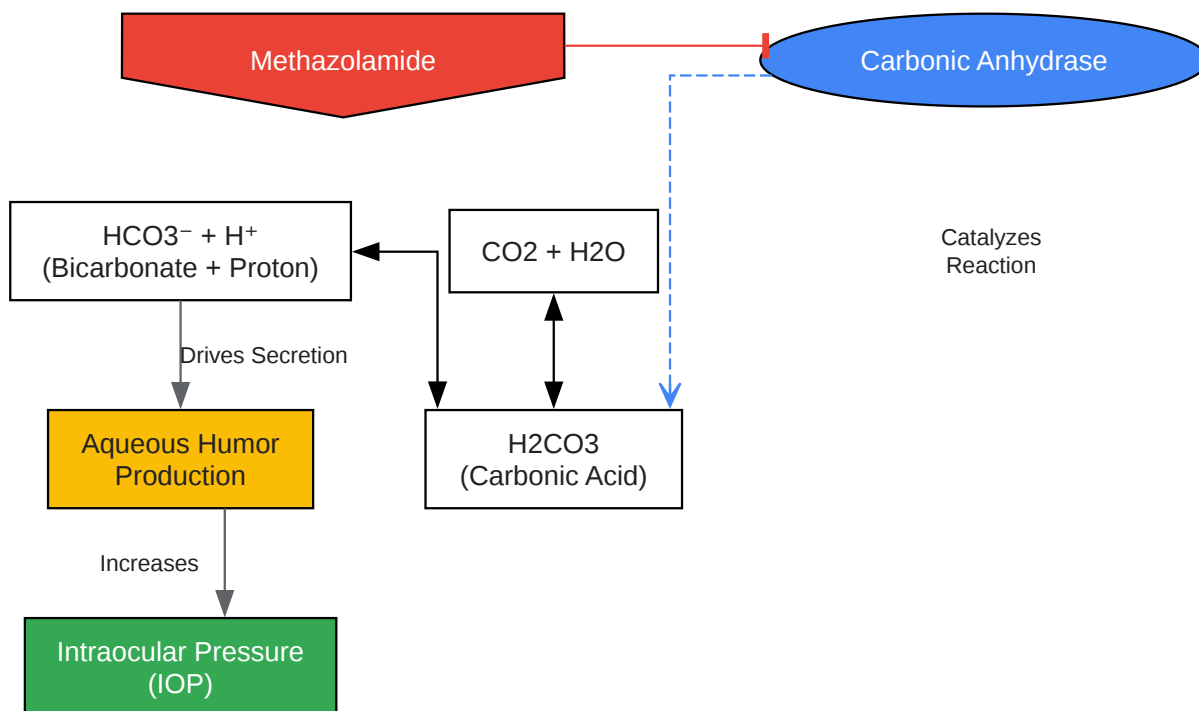 Methazolamide
Carbonic Anhydrase
HCO3⁻ + H⁺
(Bicarbonate + Proton)
CO2 + H2O
Catalyzes
Reaction
Drives Secretion
Aqueous Humor
Production
H2CO3
(Carbonic Acid)
Increases
Intraocular Pressure
(IOP)